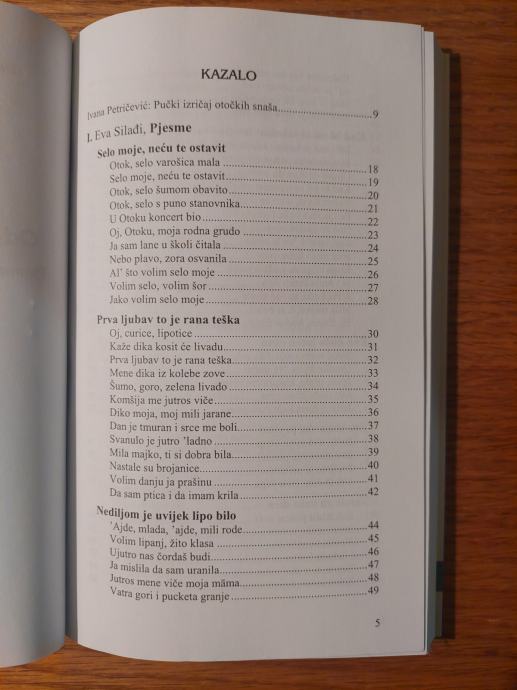 KAZALO
Ivana Petričević: Pučki izričaj otočkih snaša 9
I. Eva Silađi, Pjesme
Selo moje, neću te ostavit
Otok, selo varošica mala 18
Selo moje, neću te ostavit 19
Otok, selo šumom obavito 20
Otok, selo s puno stanovnika 21
U Otoku koncert bio 22
Oj, Otoku, moja rodna grudo 23
Ja sam lane u školi čitala 24
Nebo plavo, zora osvanila 25
Al' što volim selo moje 26
Volim selo, volim šor 27
Jako volim selo moje 28
Prva ljubav to je rana teška
Oj, curice, lipotice 30
Kaže dika kosit će livadu 31
Prva ljubav to je rana teška 32
Mene dika iz kolebe zove 33
Šumo, goro, zelena livado 34
Komšija me jutros viče 35
Diko moja, moj mili jarane 36
Dan je tmuran i srce me boli 37
Svanulo je jutro 'ladno 38
Mila majko, ti si dobra bila 39
Nastale su brojanice 40
Volim danju ja prašinu 41
Da sam ptica i da imam krila 42
Nediljom je uvijek lipo bilo
'Ajde, mlada, 'ajde, mili rode 44
Volim lipanj, žito klasa 45
Ujutro nas čordaš budi 46
Ja mislila da sam uranila 47
Jutros mene viče moja māma 48
Vatra gori i pucketa granje 49
5